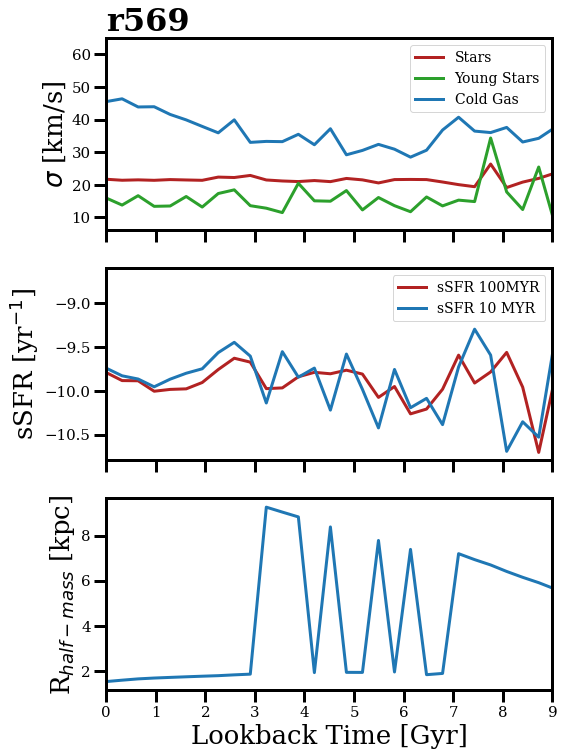 r569
σ [km/s]
60
50
40
30
20
10
Stars
Young Stars
Cold Gas
sSFR [yr⁻¹]
−9.0
−9.5
−10.0
−10.5
sSFR 100MYR
sSFR 10 MYR
R_half−mass [kpc]
8
6
4
2
0 1 2 3 4 5 6 7 8 9
Lookback Time [Gyr]